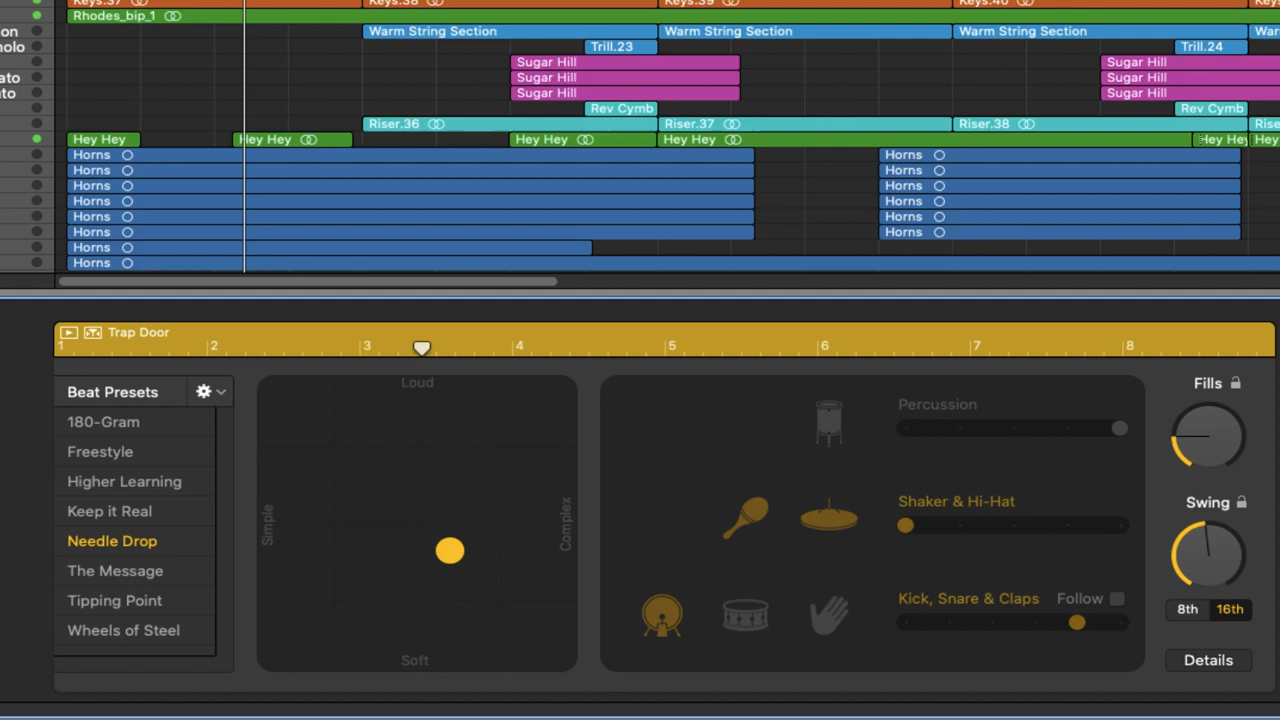 Keys.37 Keys.38 Keys.39 Keys.40
Rhodes_bip_1
on Warm String Section Warm String Section Warm String Section War
nolo Trill.23 Trill.24
Sugar Hill Sugar Hill
ato Sugar Hill Sugar Hill
to Sugar Hill Sugar Hill
Rev Cymb Rev Cymb
Riser.36 Riser.37 Riser.38 Rise
Hey Hey Hey Hey Hey Hey Hey Hey Hey Hey Hey
Horns Horns
Horns Horns
Horns Horns
Horns Horns
Horns Horns
Horns Horns
Horns
Horns
Trap Door
1 2 3 4 5 6 7 8
Beat Presets
180-Gram
Freestyle
Higher Learning
Keep it Real
Needle Drop
The Message
Tipping Point
Wheels of Steel
Loud
Simple
Complex
Soft
Percussion
Shaker & Hi-Hat
Kick, Snare & Claps Follow
Fills
Swing
8th 16th
Details